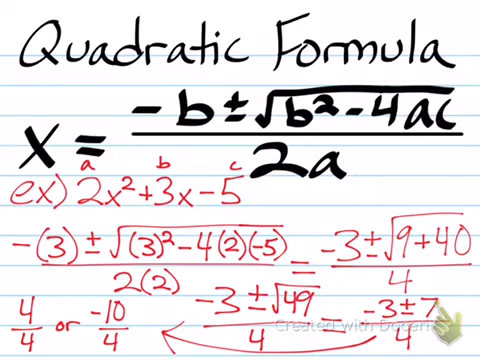 Quadratic Formula
x = -b ± √b² - 4ac / 2a
a b c
ex) 2x² + 3x - 5
-(3) ± √(3)² - 4(2)(-5) / 2(2) = -3 ± √9 + 40 / 4
4/4 or -10/4 -3 ± √49 / 4 = -3 ± 7 / 4
Created with Doceri